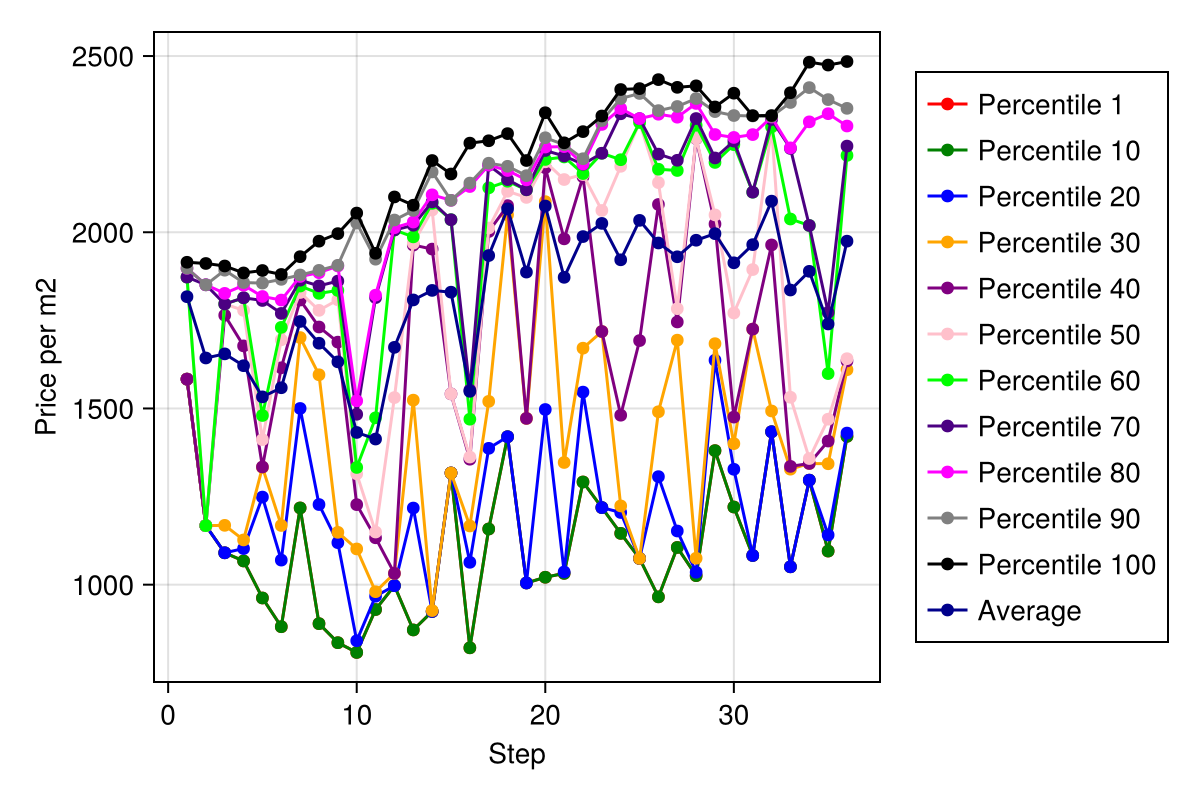 2500
2000
1500
1000
Price per m2
0 10 20 30
Step
Percentile 1
Percentile 10
Percentile 20
Percentile 30
Percentile 40
Percentile 50
Percentile 60
Percentile 70
Percentile 80
Percentile 90
Percentile 100
Average